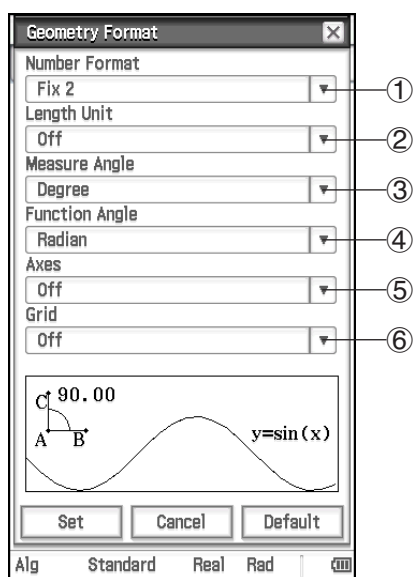 Geometry Format
Number Format
Fix 2 ①
Length Unit
Off ②
Measure Angle
Degree ③
Function Angle
Radian ④
Axes
Off ⑤
Grid
Off ⑥
C 90.00
A B y=sin(x)
Set Cancel Default
Alg Standard Real Rad